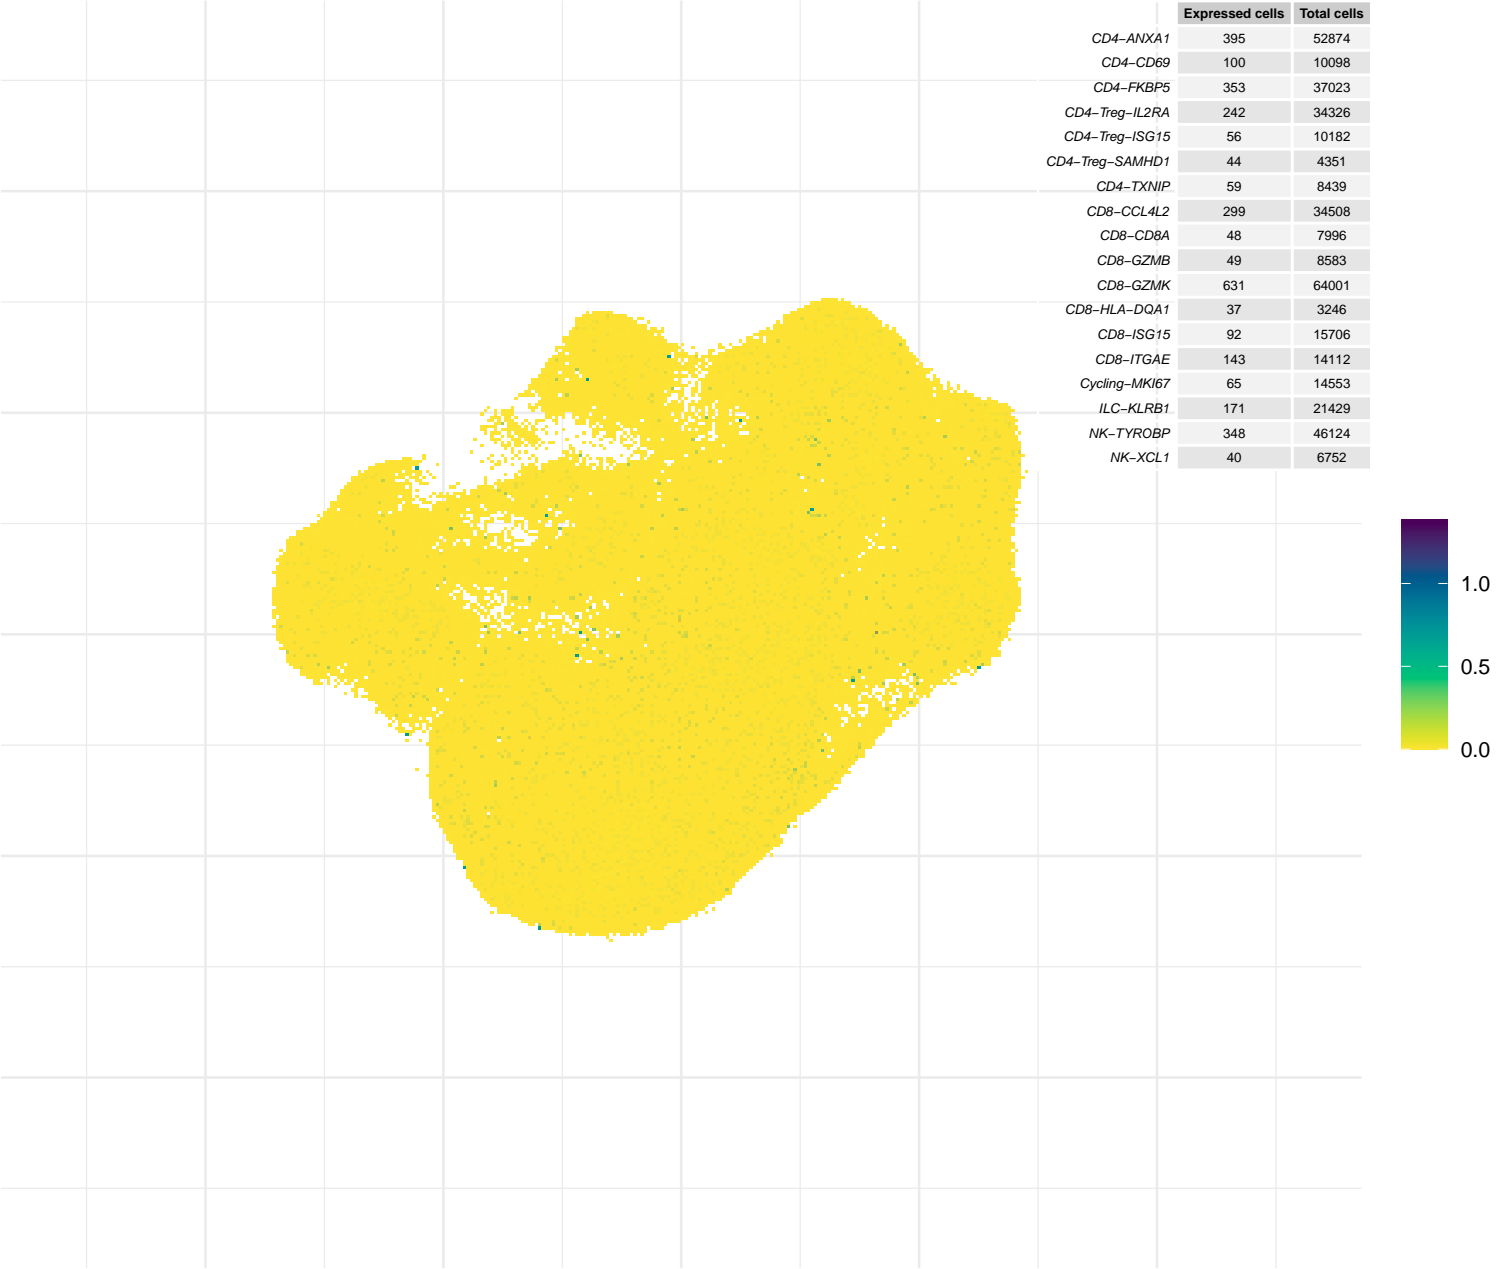 Expressed cells Total cells
CD4−ANXA1 395 52874
CD4−CD69 100 10098
CD4−FKBP5 353 37023
CD4−Treg−IL2RA 242 34326
CD4−Treg−ISG15 56 10182
CD4−Treg−SAMHD1 44 4351
CD4−TXNIP 59 8439
CD8−CCL4L2 299 34508
CD8−CD8A 48 7996
CD8−GZMB 49 8583
CD8−GZMK 631 64001
CD8−HLA−DQA1 37 3246
CD8−ISG15 92 15706
CD8−ITGAE 143 14112
Cycling−MKI67 65 14553
ILC−KLRB1 171 21429
NK−TYROBP 348 46124
NK−XCL1 40 6752
1.0
0.5
0.0